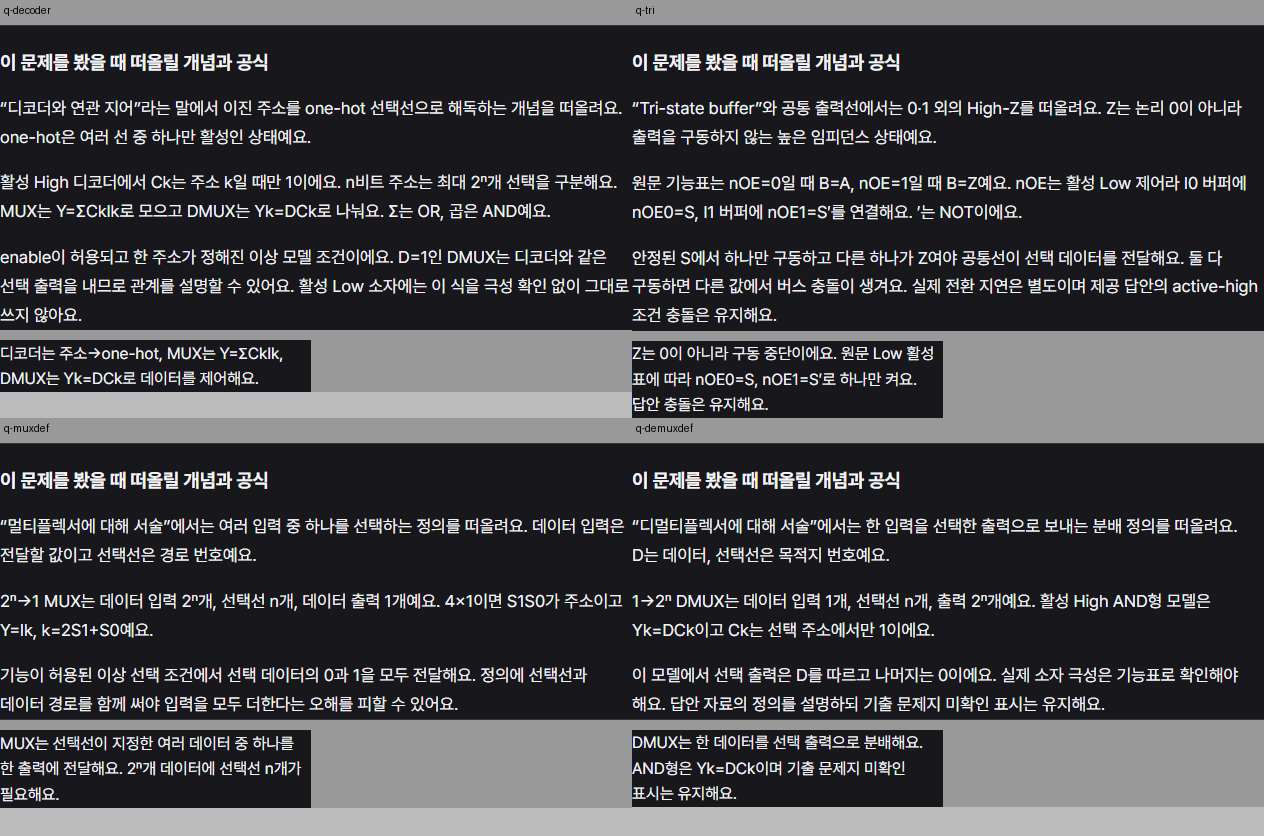 q-decoder
이 문제를 봤을 때 떠올릴 개념과 공식
“디코더와 연관 지어”라는 말에서 이진 주소를 one-hot 선택선으로 해독하는 개념을 떠올려요.
one-hot은 여러 선 중 하나만 활성인 상태예요.
활성 High 디코더에서 Ck는 주소 k일 때만 1이에요. n비트 주소는 최대 2ⁿ개 선택을 구분해요.
MUX는 Y=ΣCkIk로 모으고 DMUX는 Yk=DCk로 나눠요. Σ는 OR, 곱은 AND예요.
enable이 허용되고 한 주소가 정해진 이상 모델 조건이에요. D=1인 DMUX는 디코더와 같은
선택 출력을 내므로 관계를 설명할 수 있어요. 활성 Low 소자에는 이 식을 극성 확인 없이 그대로
쓰지 않아요.
디코더는 주소→one-hot, MUX는 Y=ΣCkIk,
DMUX는 Yk=DCk로 데이터를 제어해요.
q-tri
이 문제를 봤을 때 떠올릴 개념과 공식
“Tri-state buffer”와 공통 출력선에서는 0·1 외의 High-Z를 떠올려요. Z는 논리 0이 아니라
출력을 구동하지 않는 높은 임피던스 상태예요.
원문 기능표는 nOE=0일 때 B=A, nOE=1일 때 B=Z예요. nOE는 활성 Low 제어라 I0 버퍼에
nOE0=S, I1 버퍼에 nOE1=S′를 연결해요. ′는 NOT이에요.
안정된 S에서 하나만 구동하고 다른 하나가 Z여야 공통선이 선택 데이터를 전달해요. 둘 다
구동하면 다른 값에서 버스 충돌이 생겨요. 실제 전환 지연은 별도이며 제공 답안의 active-high
조건 충돌은 유지해요.
Z는 0이 아니라 구동 중단이에요. 원문 Low 활성
표에 따라 nOE0=S, nOE1=S′로 하나만 켜요.
답안 충돌은 유지해요.
q-muxdef
이 문제를 봤을 때 떠올릴 개념과 공식
“멀티플렉서에 대해 서술”에서는 여러 입력 중 하나를 선택하는 정의를 떠올려요. 데이터 입력은
전달할 값이고 선택선은 경로 번호예요.
2ⁿ→1 MUX는 데이터 입력 2ⁿ개, 선택선 n개, 데이터 출력 1개예요. 4×1이면 S1S0가 주소이고
Y=Ik, k=2S1+S0예요.
기능이 허용된 이상 선택 조건에서 선택 데이터의 0과 1을 모두 전달해요. 정의에 선택선과
데이터 경로를 함께 써야 입력을 모두 더한다는 오해를 피할 수 있어요.
MUX는 선택선이 지정한 여러 데이터 중 하나를
한 출력에 전달해요. 2ⁿ개 데이터에 선택선 n개가
필요해요.
q-demuxdef
이 문제를 봤을 때 떠올릴 개념과 공식
“디멀티플렉서에 대해 서술”에서는 한 입력을 선택한 출력으로 보내는 분배 정의를 떠올려요.
D는 데이터, 선택선은 목적지 번호예요.
1→2ⁿ DMUX는 데이터 입력 1개, 선택선 n개, 출력 2ⁿ개예요. 활성 High AND형 모델은
Yk=DCk이고 Ck는 선택 주소에서만 1이에요.
이 모델에서 선택 출력은 D를 따르고 나머지는 0이에요. 실제 소자 극성은 기능표로 확인해야
해요. 답안 자료의 정의를 설명하되 기출 문제지 미확인 표시는 유지해요.
DMUX는 한 데이터를 선택 출력으로 분배해요.
AND형은 Yk=DCk이며 기출 문제지 미확인
표시는 유지해요.